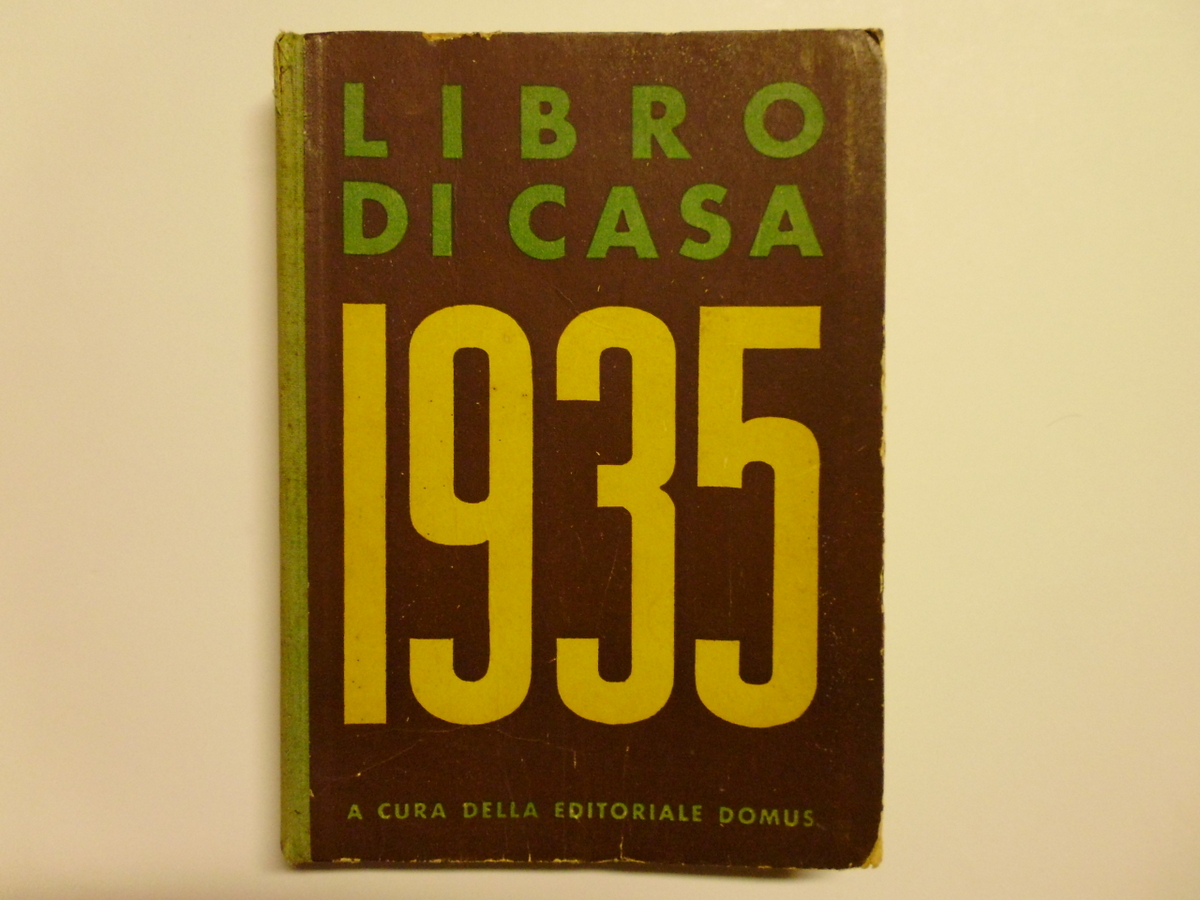 LIBRO
DI CASA
1935
A CURA DELLA EDITORIALE DOMUS